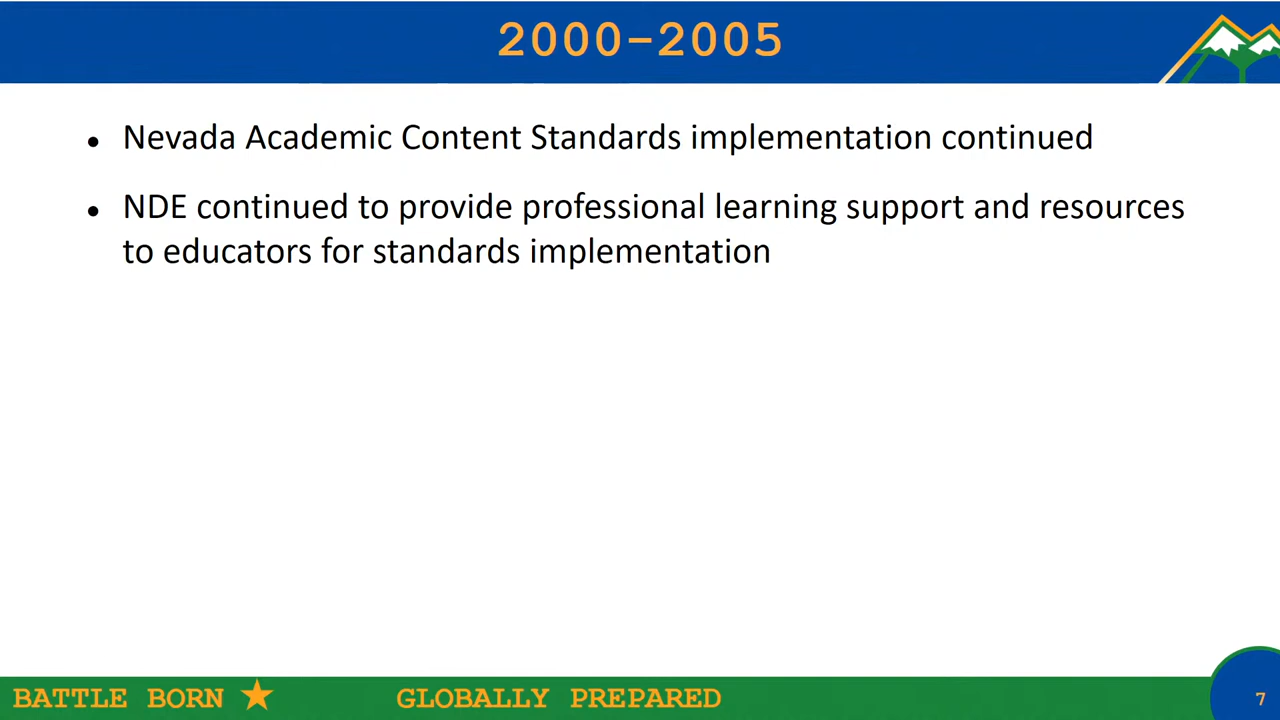 2000-2005
• Nevada Academic Content Standards implementation continued
• NDE continued to provide professional learning support and resources
to educators for standards implementation
BATTLE BORN ★ GLOBALLY PREPARED
7